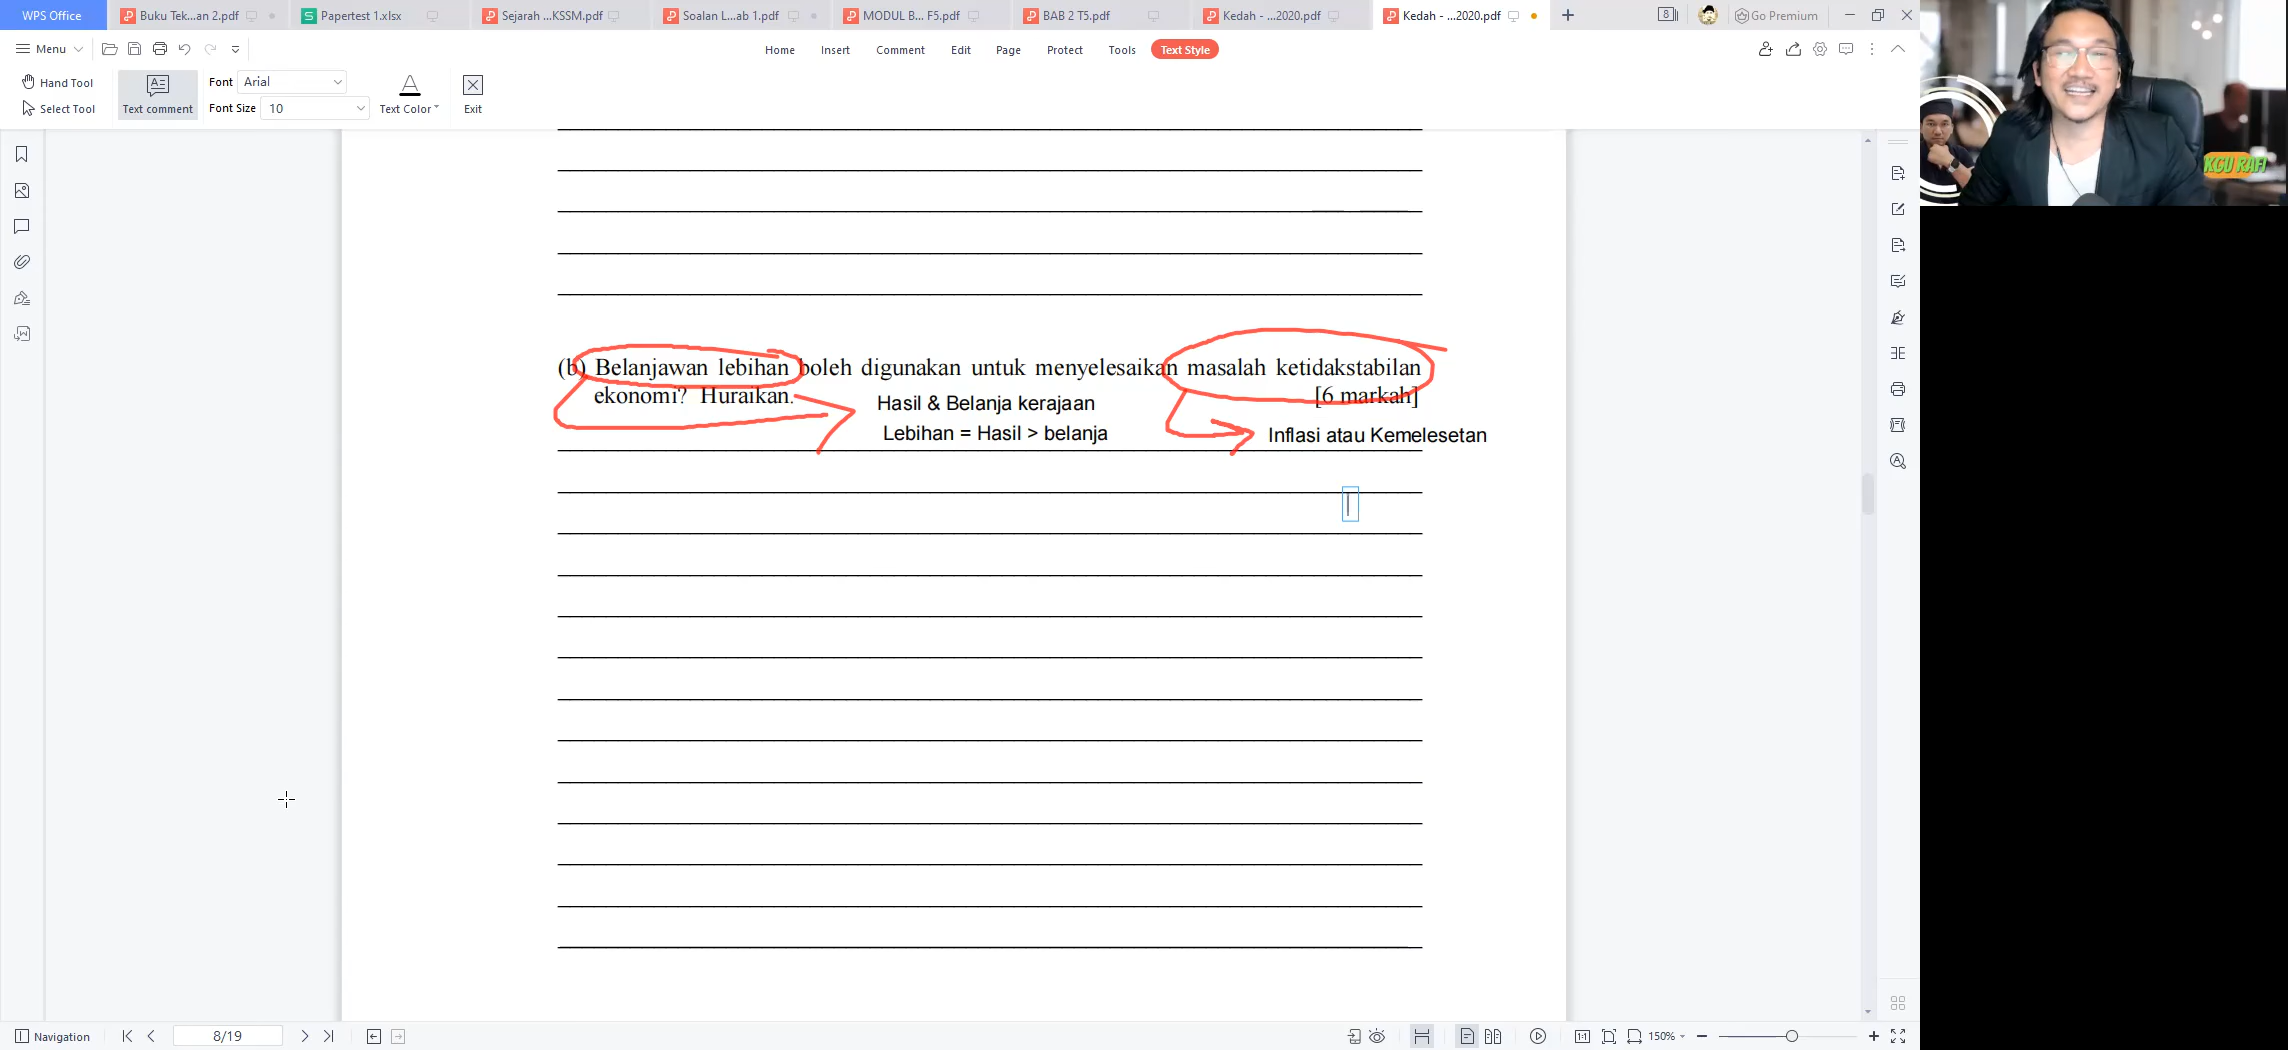 WPS Office
Buku Tek...an 2.pdf
Papertest 1.xlsx
Sejarah ...KSSM.pdf
Soalan L...ab 1.pdf
MODUL B... F5.pdf
BAB 2 T5.pdf
Kedah - ...2020.pdf
Kedah - ...2020.pdf
Go Premium
Menu
Home
Insert
Comment
Edit
Page
Protect
Tools
Text Style
Hand Tool
Select Tool
Text comment
Font Arial
Font Size 10
Text Color
Exit
KGU RAFI
(b) Belanjawan lebihan boleh digunakan untuk menyelesaikan masalah ketidakstabilan
ekonomi? Huraikan. [6 markah]
Hasil & Belanja kerajaan
Lebihan = Hasil > belanja
Inflasi atau Kemelesetan
Navigation
8/19
1:1
150%